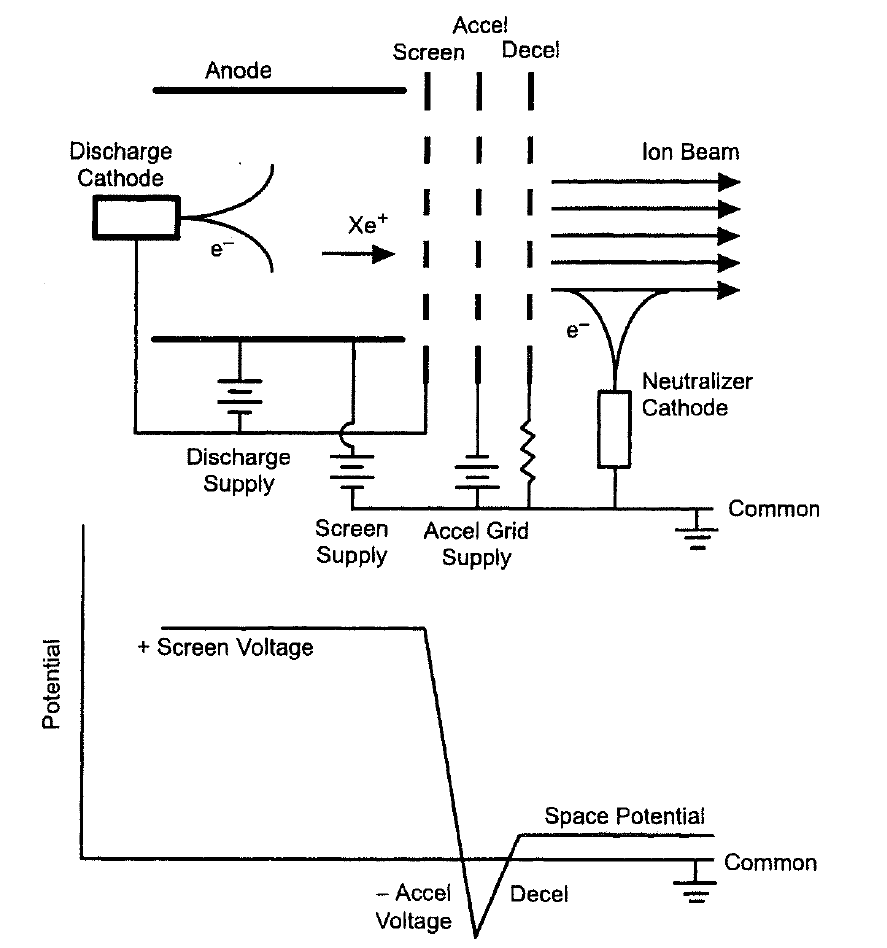 Accel
Screen
Decel
Anode
Discharge
Cathode
Ion Beam
Xe⁺
e⁻
e⁻
Neutralizer
Cathode
Discharge
Supply
Common
Screen
Supply
Accel Grid
Supply
Potential
+ Screen Voltage
Space Potential
Common
– Accel
Voltage
Decel